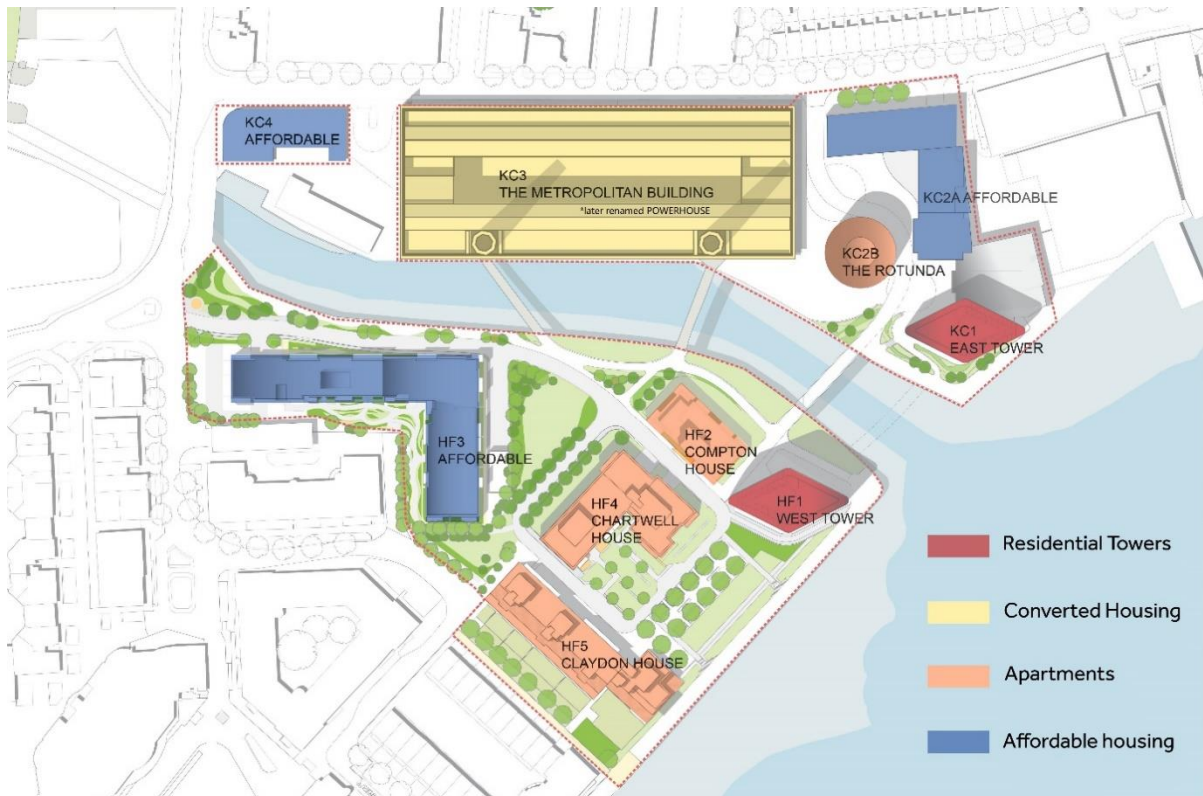 KC4
AFFORDABLE
KC3
THE METROPOLITAN BUILDING
*later renamed POWERHOUSE
KC2A AFFORDABLE
KC2B
THE ROTUNDA
KC1
EAST TOWER
HF3
AFFORDABLE
HF2
COMPTON
HOUSE
HF4
CHARTWELL
HOUSE
HF1
WEST TOWER
HF5
CLAYDON HOUSE
Residential Towers
Converted Housing
Apartments
Affordable housing